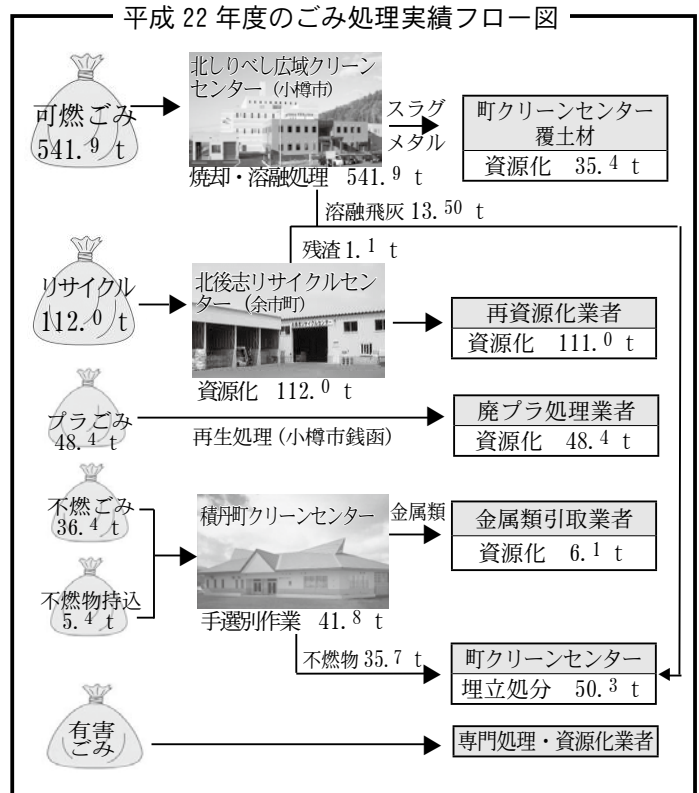 平成 22 年度のごみ処理実績フロー図
可燃ごみ
541.9 t
北しりべし広域クリーン
センター (小樽市)
焼却・溶融処理 541.9 t
スラグ
メタル
町クリーンセンター
覆土材
資源化 35.4 t
溶融飛灰 13.50 t
残渣 1.1 t
リサイクル
112.0 t
北後志リサイクルセン
ター (余市町)
資源化 112.0 t
再資源化業者
資源化 111.0 t
プラごみ
48.4 t
再生処理 (小樽市銭函)
廃プラ処理業者
資源化 48.4 t
不燃ごみ
36.4 t
不燃物持込
5.4 t
積丹町クリーンセンター
手選別作業 41.8 t
金属類
金属類引取業者
資源化 6.1 t
不燃物 35.7 t
町クリーンセンター
埋立処分 50.3 t
有害
ごみ
専門処理・資源化業者